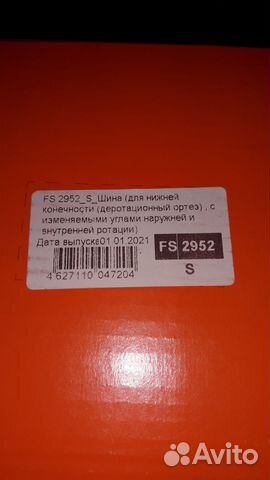 FS 2952_S_Шина (для нижней
конечности (деротационный ортез) , с
изменяемыми углами наружней и
внутренней ротации)
Дата выпуска01 01 2021
FS 2952
S
4 627110 047204
Avito